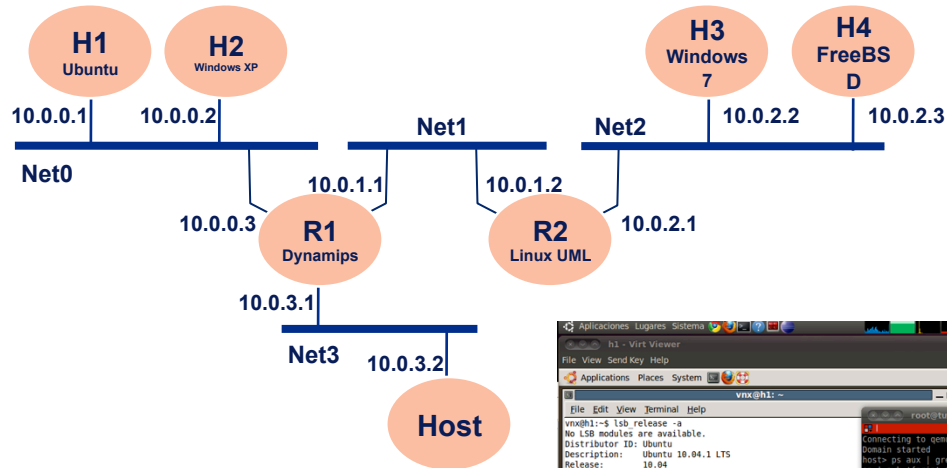 H1
Ubuntu
H2
Windows XP
H3
Windows
7
H4
FreeBS
D
10.0.0.1
10.0.0.2
Net1
Net2
10.0.2.2
10.0.2.3
Net0
10.0.1.1
10.0.1.2
10.0.0.3
R1
Dynamips
R2
Linux UML
10.0.2.1
10.0.3.1
Net3
10.0.3.2
Host
Aplicaciones Lugares Sistema
h1 - Virt Viewer
File View Send Key Help
Applications Places System
vnx@h1: ~
File Edit View Terminal Help
vnx@h1:~$ lsb_release -a
No LSB modules are available.
Distributor ID: Ubuntu
Description: Ubuntu 10.04.1 LTS
Release: 10.04
root@tu
Connecting to qem
Domain started
host> ps aux | gr